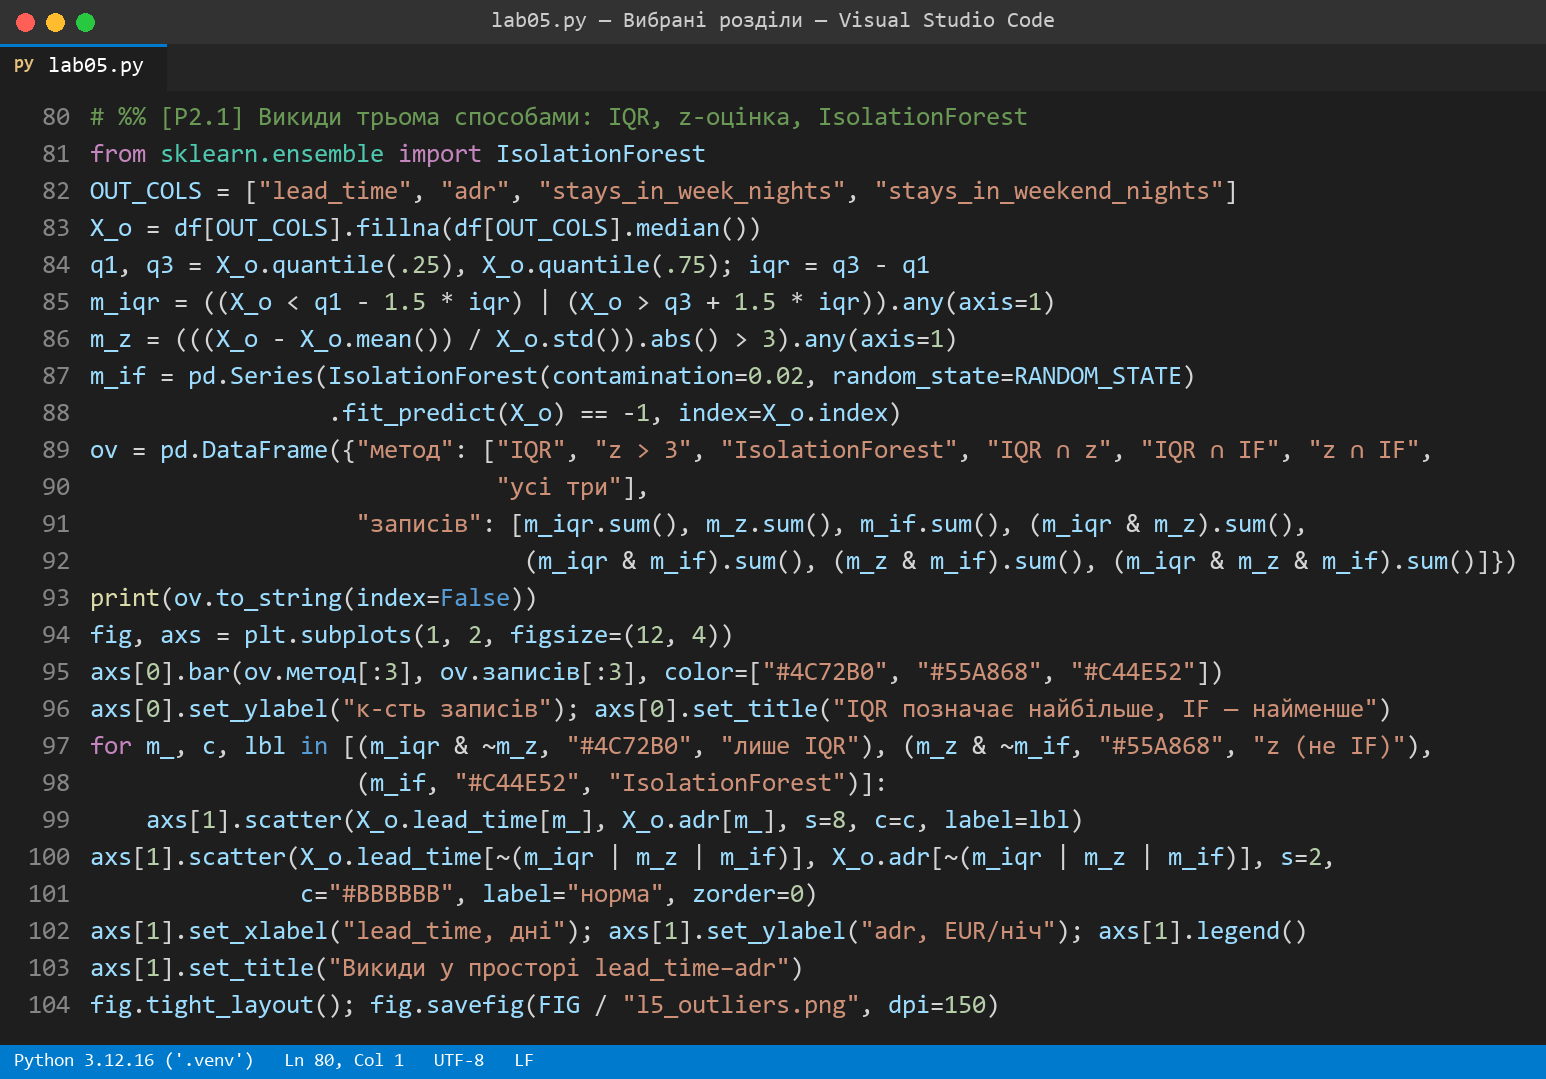 lab05.py — Вибрані розділи — Visual Studio Code
py lab05.py
80 # %% [P2.1] Викиди трьома способами: IQR, z-оцінка, IsolationForest
81 from sklearn.ensemble import IsolationForest
82 OUT_COLS = ["lead_time", "adr", "stays_in_week_nights", "stays_in_weekend_nights"]
83 X_o = df[OUT_COLS].fillna(df[OUT_COLS].median())
84 q1, q3 = X_o.quantile(.25), X_o.quantile(.75); iqr = q3 - q1
85 m_iqr = ((X_o < q1 - 1.5 * iqr) | (X_o > q3 + 1.5 * iqr)).any(axis=1)
86 m_z = (((X_o - X_o.mean()) / X_o.std()).abs() > 3).any(axis=1)
87 m_if = pd.Series(IsolationForest(contamination=0.02, random_state=RANDOM_STATE)
88                  .fit_predict(X_o) == -1, index=X_o.index)
89 ov = pd.DataFrame({"метод": ["IQR", "z > 3", "IsolationForest", "IQR ∩ z", "IQR ∩ IF", "z ∩ IF",
90                              "усі три"],
91                    "записів": [m_iqr.sum(), m_z.sum(), m_if.sum(), (m_iqr & m_z).sum(),
92                                (m_iqr & m_if).sum(), (m_z & m_if).sum(), (m_iqr & m_z & m_if).sum()]})
93 print(ov.to_string(index=False))
94 fig, axs = plt.subplots(1, 2, figsize=(12, 4))
95 axs[0].bar(ov.метод[:3], ov.записів[:3], color=["#4C72B0", "#55A868", "#C44E52"])
96 axs[0].set_ylabel("к-сть записів"); axs[0].set_title("IQR позначає найбільше, IF — найменше")
97 for m_, c, lbl in [(m_iqr & ~m_z, "#4C72B0", "лише IQR"), (m_z & ~m_if, "#55A868", "z (не IF)"),
98                    (m_if, "#C44E52", "IsolationForest")]:
99     axs[1].scatter(X_o.lead_time[m_], X_o.adr[m_], s=8, c=c, label=lbl)
100 axs[1].scatter(X_o.lead_time[~(m_iqr | m_z | m_if)], X_o.adr[~(m_iqr | m_z | m_if)], s=2,
101                c="#BBBBBB", label="норма", zorder=0)
102 axs[1].set_xlabel("lead_time, дні"); axs[1].set_ylabel("adr, EUR/ніч"); axs[1].legend()
103 axs[1].set_title("Викиди у просторі lead_time–adr")
104 fig.tight_layout(); fig.savefig(FIG / "l5_outliers.png", dpi=150)
Python 3.12.16 ('.venv') Ln 80, Col 1 UTF-8 LF